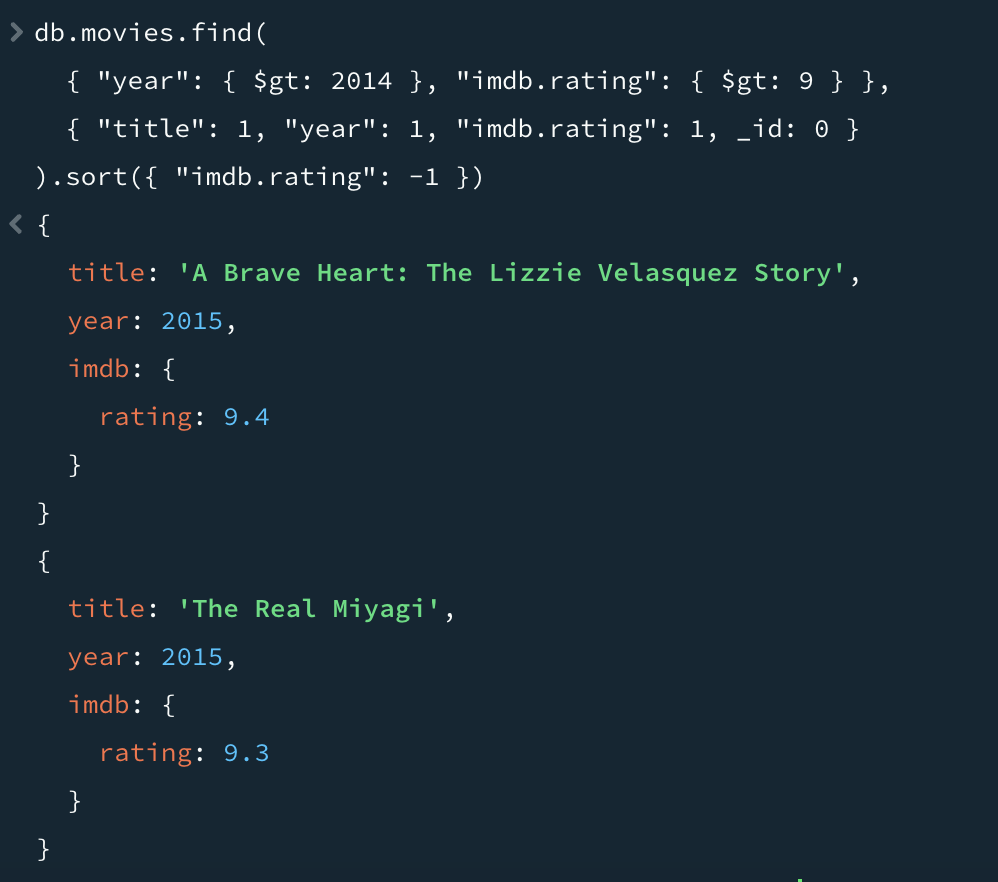 db.movies.find(
{ "year": { $gt: 2014 }, "imdb.rating": { $gt: 9 } },
{ "title": 1, "year": 1, "imdb.rating": 1, _id: 0 }
).sort({ "imdb.rating": -1 })
{
title: 'A Brave Heart: The Lizzie Velasquez Story',
year: 2015,
imdb: {
rating: 9.4
}
}
{
title: 'The Real Miyagi',
year: 2015,
imdb: {
rating: 9.3
}
}